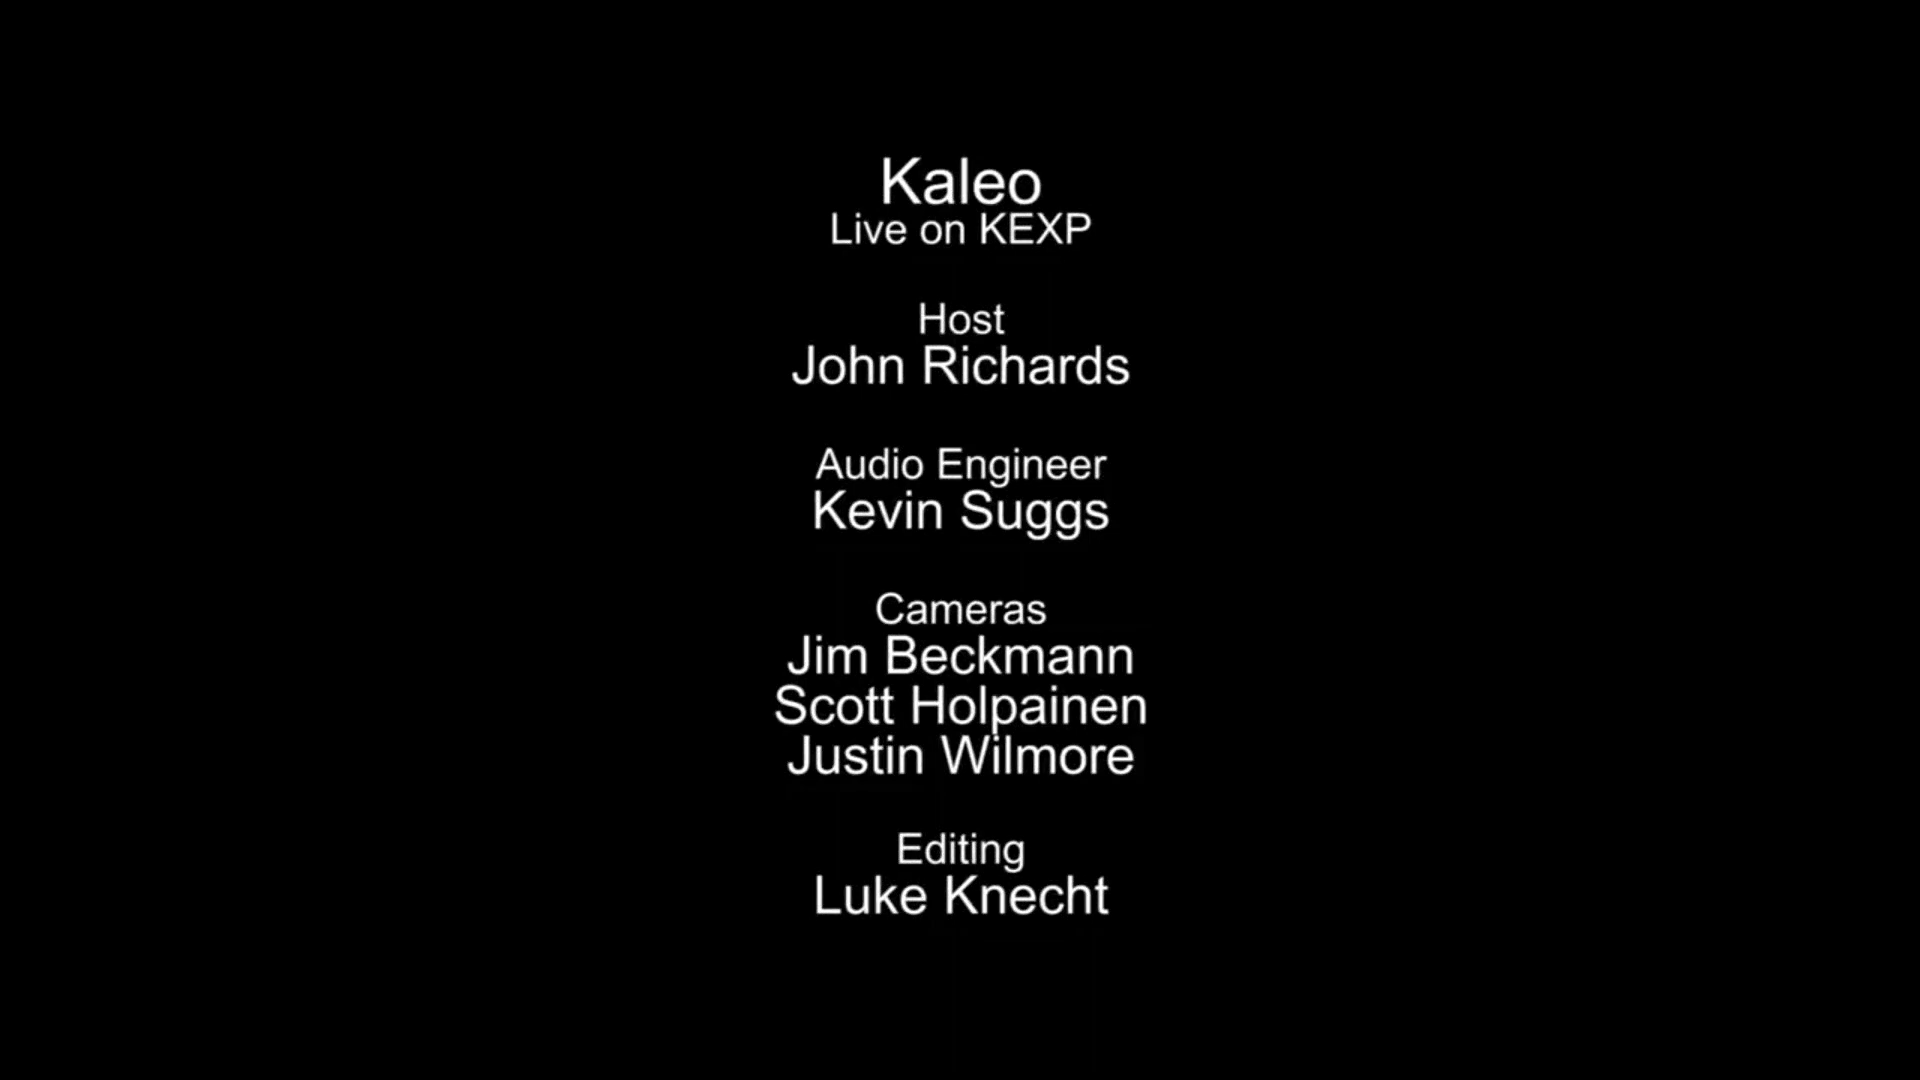 Kaleo
Live on KEXP
Host
John Richards
Audio Engineer
Kevin Suggs
Cameras
Jim Beckmann
Scott Holpainen
Justin Wilmore
Editing
Luke Knecht